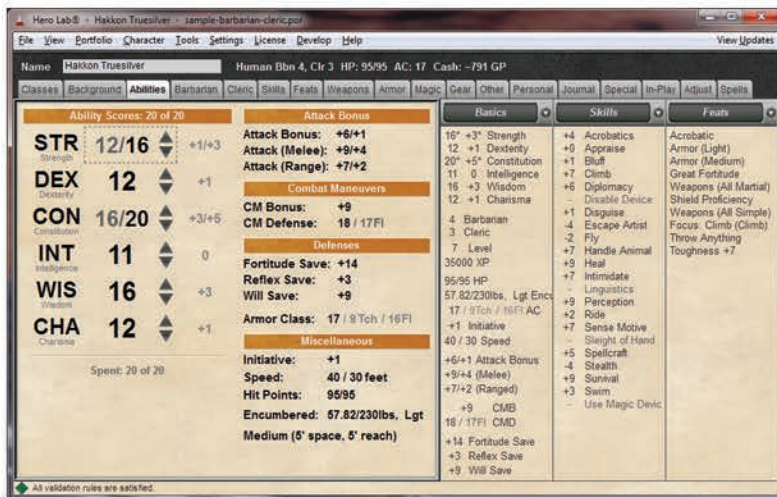 Hero Lab® - Hakkon Truesilver - sample-barbarian-cleric.por
File View Portfolio Character Tools Settings License Develop Help View Updates
Name Hakkon Truesilver Human Bbn 4, Clr 3 HP: 95/95 AC: 17 Cash: -791 GP
Classes Background Abilities Barbarian Cleric Skills Feats Weapons Armor Magic Gear Other Personal Journal Special In-Play Adjust Spells
Ability Scores: 20 of 20
STR 12/16 +1/+3
Strength
DEX 12 +1
Dexterity
CON 16/20 +3/+5
Constitution
INT 11 0
Intelligence
WIS 16 +3
Wisdom
CHA 12 +1
Charisma
Spent: 20 of 20
Attack Bonus
Attack Bonus: +6/+1
Attack (Melee): +9/+4
Attack (Range): +7/+2
Combat Maneuvers
CM Bonus: +9
CM Defense: 18 / 17Fl
Defenses
Fortitude Save: +14
Reflex Save: +3
Will Save: +9
Armor Class: 17 / 9Tch / 16Fl
Miscellaneous
Initiative: +1
Speed: 40 / 30 feet
Hit Points: 95/95
Encumbered: 57.82/230lbs, Lgt
Medium (5' space, 5' reach)
Basics
16* +3* Strength
12 +1 Dexterity
20* +5* Constitution
11 0 Intelligence
16 +3 Wisdom
12 +1 Charisma
4 Barbarian
3 Cleric
7 Level
35000 XP
95/95 HP
57.82/230lbs, Lgt Encu
17 / 9Tch / 16Fl AC
+1 Initiative
40 / 30 Speed
+6/+1 Attack Bonus
+9/+4 (Melee)
+7/+2 (Ranged)
+9 CMB
18 / 17Fl CMD
+14 Fortitude Save
+3 Reflex Save
+9 Will Save
Skills
+4 Acrobatics
+0 Appraise
+1 Bluff
+7 Climb
+6 Diplomacy
- Disable Device
+1 Disguise
-4 Escape Artist
-2 Fly
+7 Handle Animal
+9 Heal
+7 Intimidate
- Linguistics
+9 Perception
+2 Ride
+7 Sense Motive
- Sleight of Hand
+5 Spellcraft
-4 Stealth
+9 Survival
+3 Swim
- Use Magic Devic
Feats
Acrobatic
Armor (Light)
Armor (Medium)
Great Fortitude
Weapons (All Martial)
Shield Proficiency
Weapons (All Simple)
Focus: Climb (Climb)
Throw Anything
Toughness +7
All validation rules are satisfied.